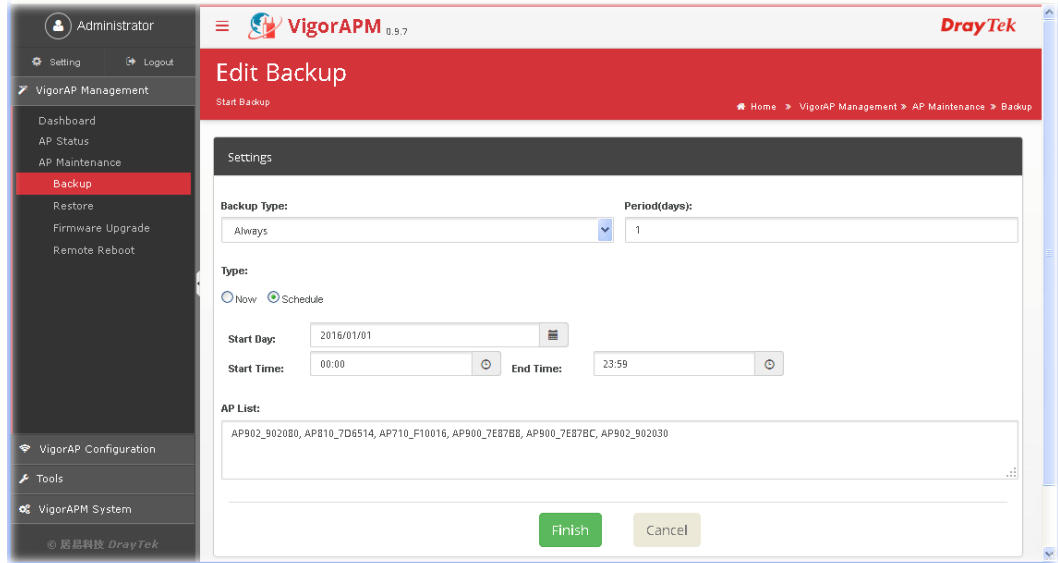 Administrator
Setting Logout
VigorAP Management
Dashboard
AP Status
AP Maintenance
Backup
Restore
Firmware Upgrade
Remote Reboot
VigorAP Configuration
Tools
VigorAPM System
© 居易科技 DrayTek
VigorAPM 0.9.7
DrayTek
Edit Backup
Start Backup
Home » VigorAP Management » AP Maintenance » Backup
Settings
Backup Type: Period(days):
Always 1
Type:
Now Schedule
Start Day: 2016/01/01
Start Time: 00:00 End Time: 23:59
AP List:
AP902_902080, AP810_7D6514, AP710_F10016, AP900_7E87B8, AP900_7E87BC, AP902_902030
Finish Cancel